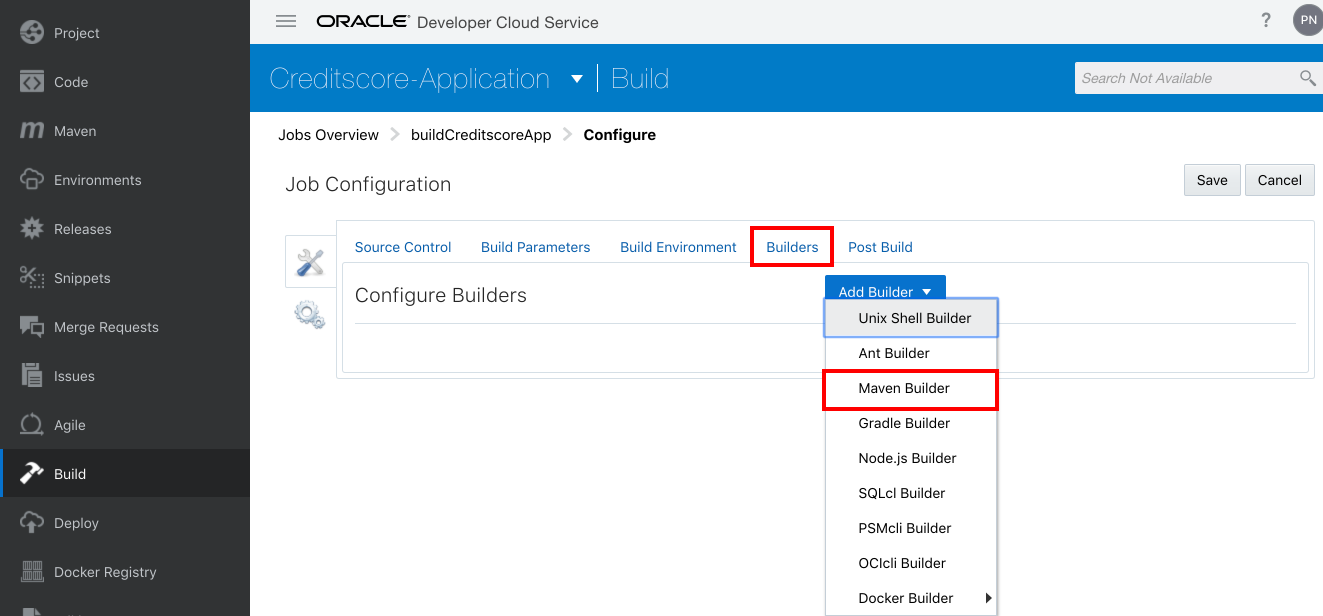 Project
Code
Maven
Environments
Releases
Snippets
Merge Requests
Issues
Agile
Build
Deploy
Docker Registry
ORACLE® Developer Cloud Service
? PN
Creditscore-Application Build
Search Not Available
Jobs Overview buildCreditscoreApp Configure
Job Configuration
Save Cancel
Source Control Build Parameters Build Environment Builders Post Build
Configure Builders
Add Builder
Unix Shell Builder
Ant Builder
Maven Builder
Gradle Builder
Node.js Builder
SQLcl Builder
PSMcli Builder
OCIcli Builder
Docker Builder